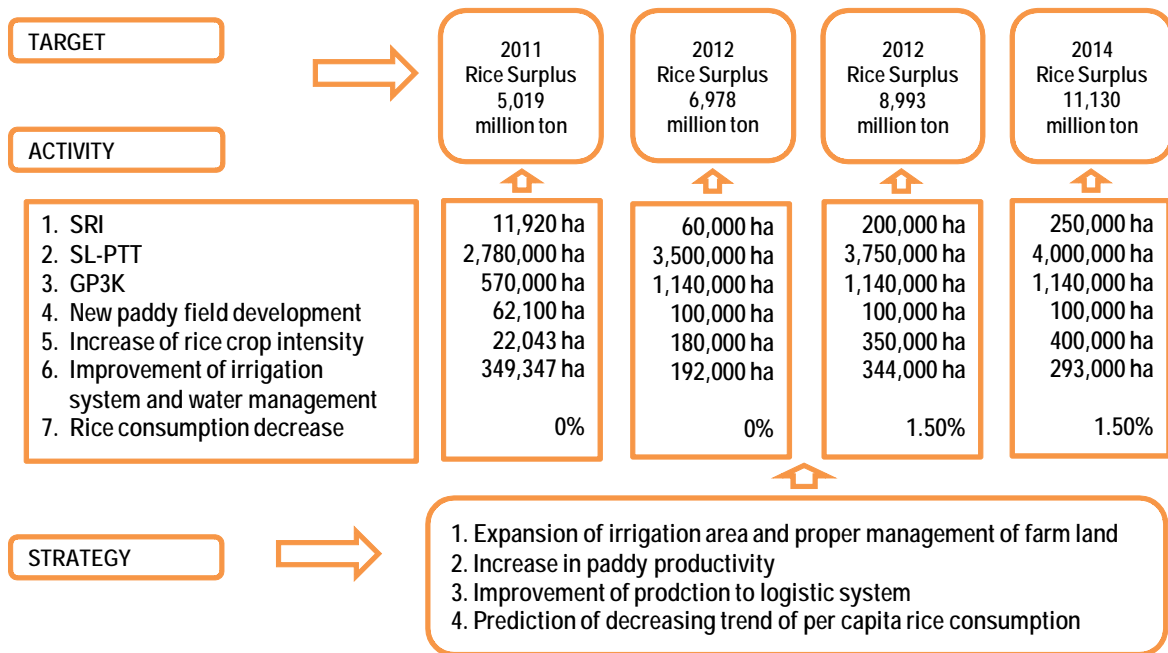 TARGET
2011
Rice Surplus
5,019
million ton
2012
Rice Surplus
6,978
million ton
2012
Rice Surplus
8,993
million ton
2014
Rice Surplus
11,130
million ton
ACTIVITY
1. SRI
2. SL-PTT
3. GP3K
4. New paddy field development
5. Increase of rice crop intensity
6. Improvement of irrigation
system and water management
7. Rice consumption decrease
11,920 ha
2,780,000 ha
570,000 ha
62,100 ha
22,043 ha
349,347 ha
0%
60,000 ha
3,500,000 ha
1,140,000 ha
100,000 ha
180,000 ha
192,000 ha
0%
200,000 ha
3,750,000 ha
1,140,000 ha
100,000 ha
350,000 ha
344,000 ha
1.50%
250,000 ha
4,000,000 ha
1,140,000 ha
100,000 ha
400,000 ha
293,000 ha
1.50%
STRATEGY
1. Expansion of irrigation area and proper management of farm land
2. Increase in paddy productivity
3. Improvement of prodction to logistic system
4. Prediction of decreasing trend of per capita rice consumption